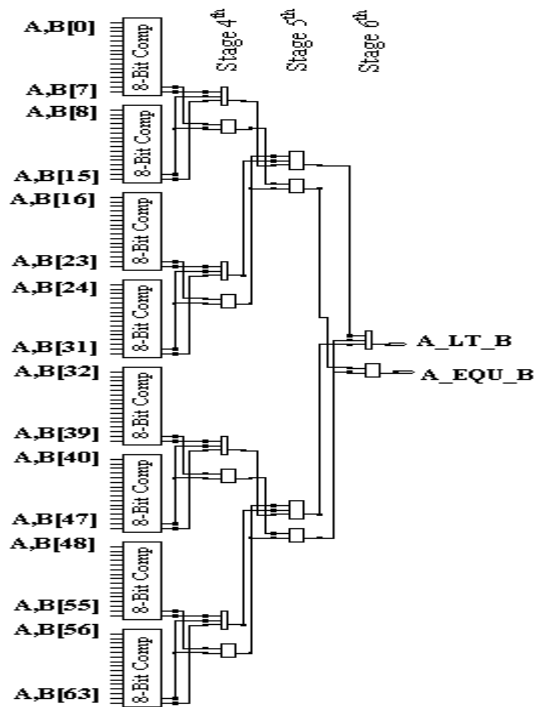 Stage 4th
Stage 5th
Stage 6th
A,B[0]
8-Bit Comp
A,B[7]
A,B[8]
8-Bit Comp
A,B[15]
A,B[16]
8-Bit Comp
A,B[23]
A,B[24]
8-Bit Comp
A,B[31]
A,B[32]
8-Bit Comp
A,B[39]
A,B[40]
8-Bit Comp
A,B[47]
A,B[48]
8-Bit Comp
A,B[55]
A,B[56]
8-Bit Comp
A,B[63]
A_LT_B
A_EQU_B